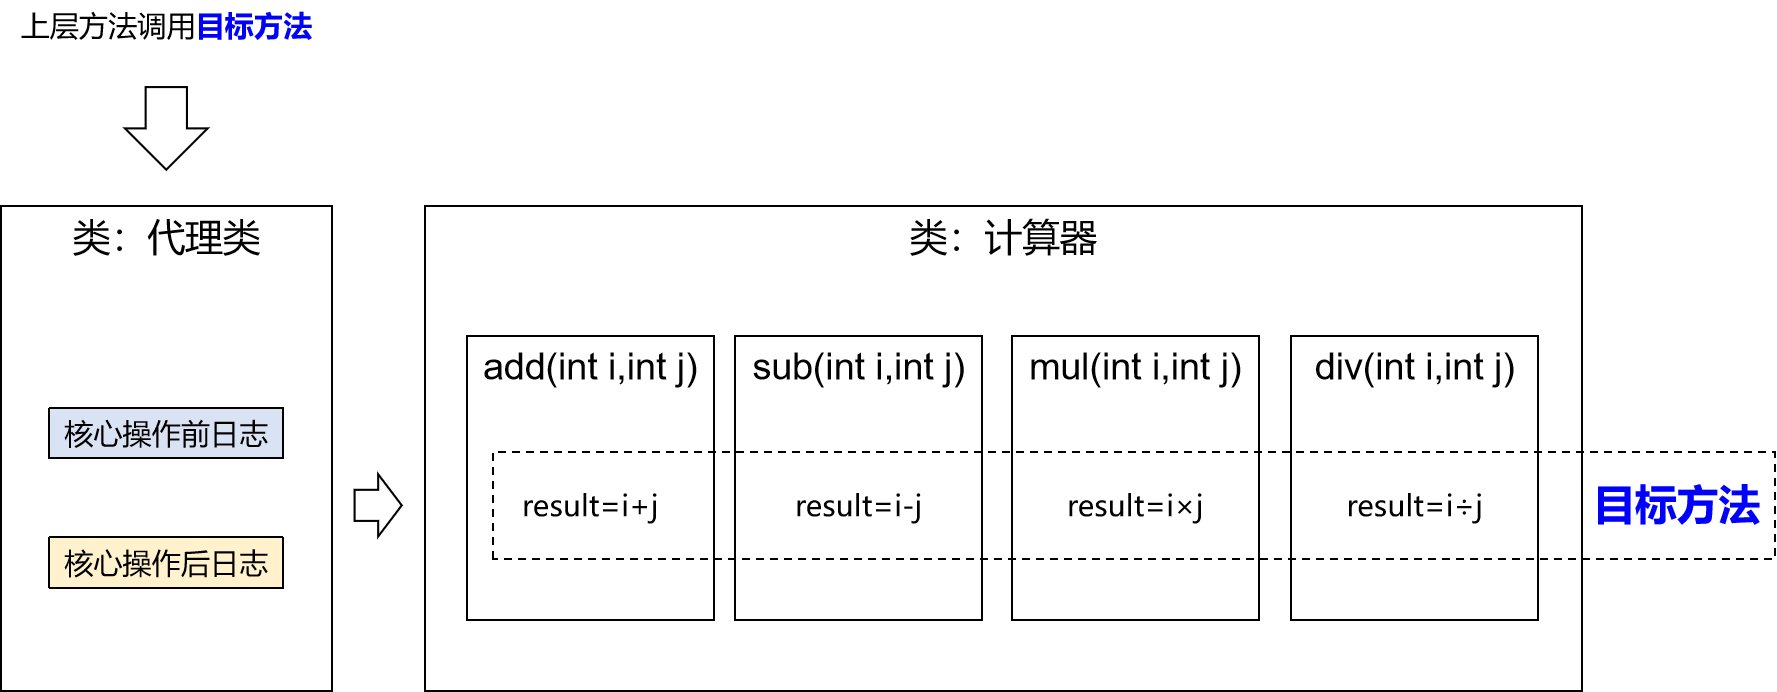 上层方法调用目标方法
类：代理类
核心操作前日志
核心操作后日志
类：计算器
add(int i,int j)
result=i+j
sub(int i,int j)
result=i-j
mul(int i,int j)
result=i×j
div(int i,int j)
result=i÷j
目标方法